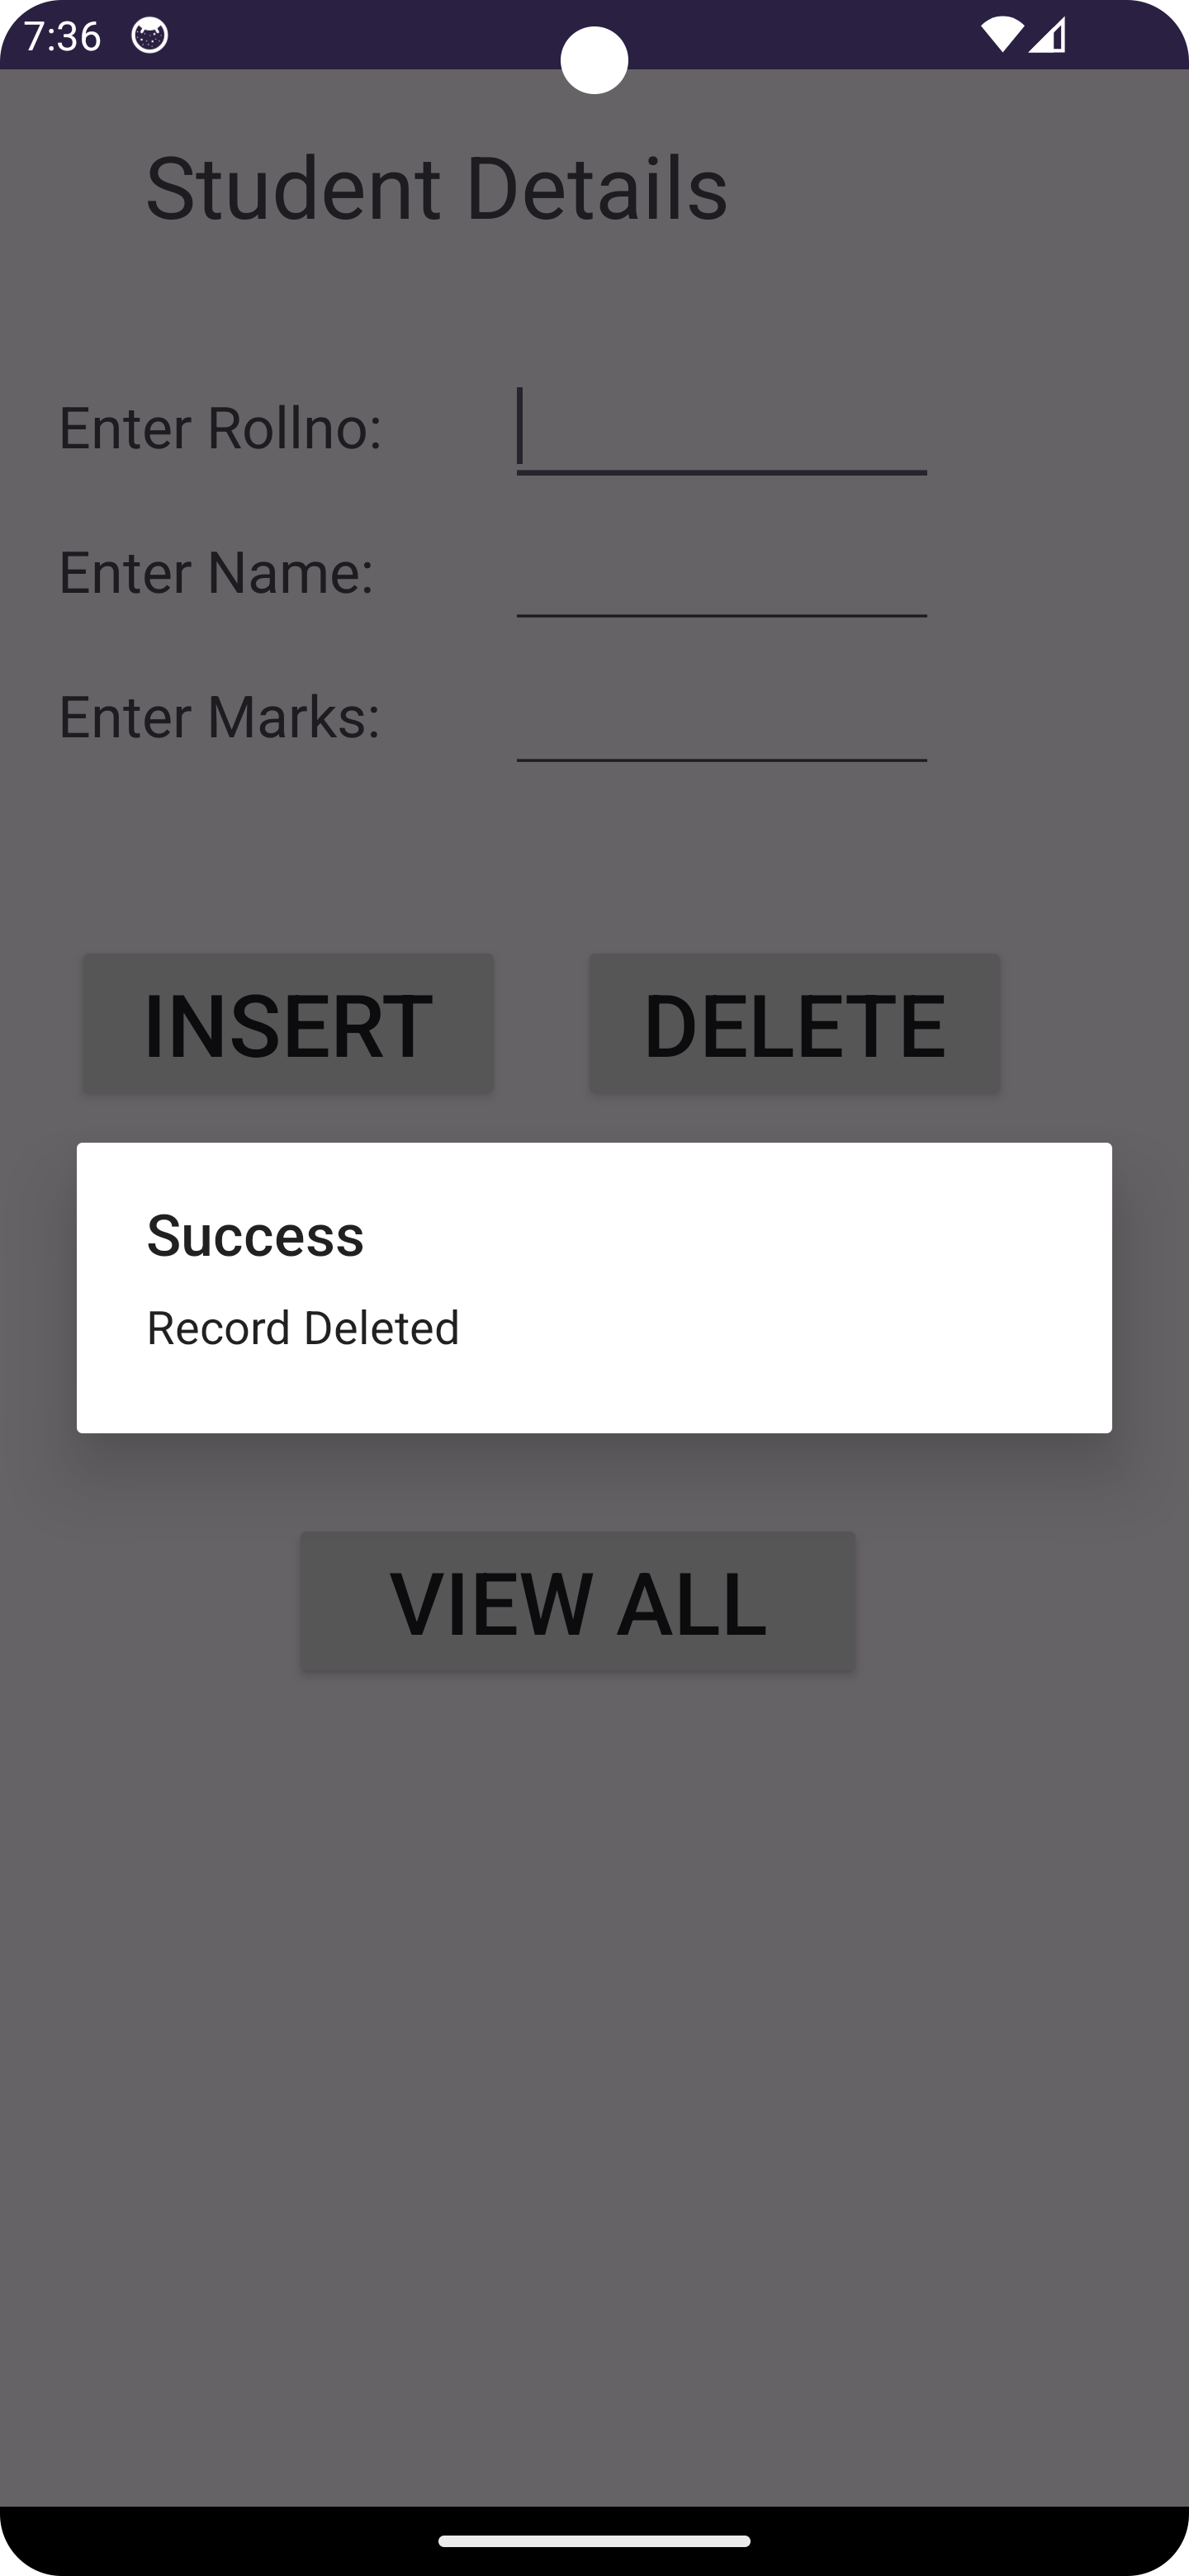 7:36
Student Details
Enter Rollno:
Enter Name:
Enter Marks:
INSERT DELETE
Success
Record Deleted
VIEW ALL